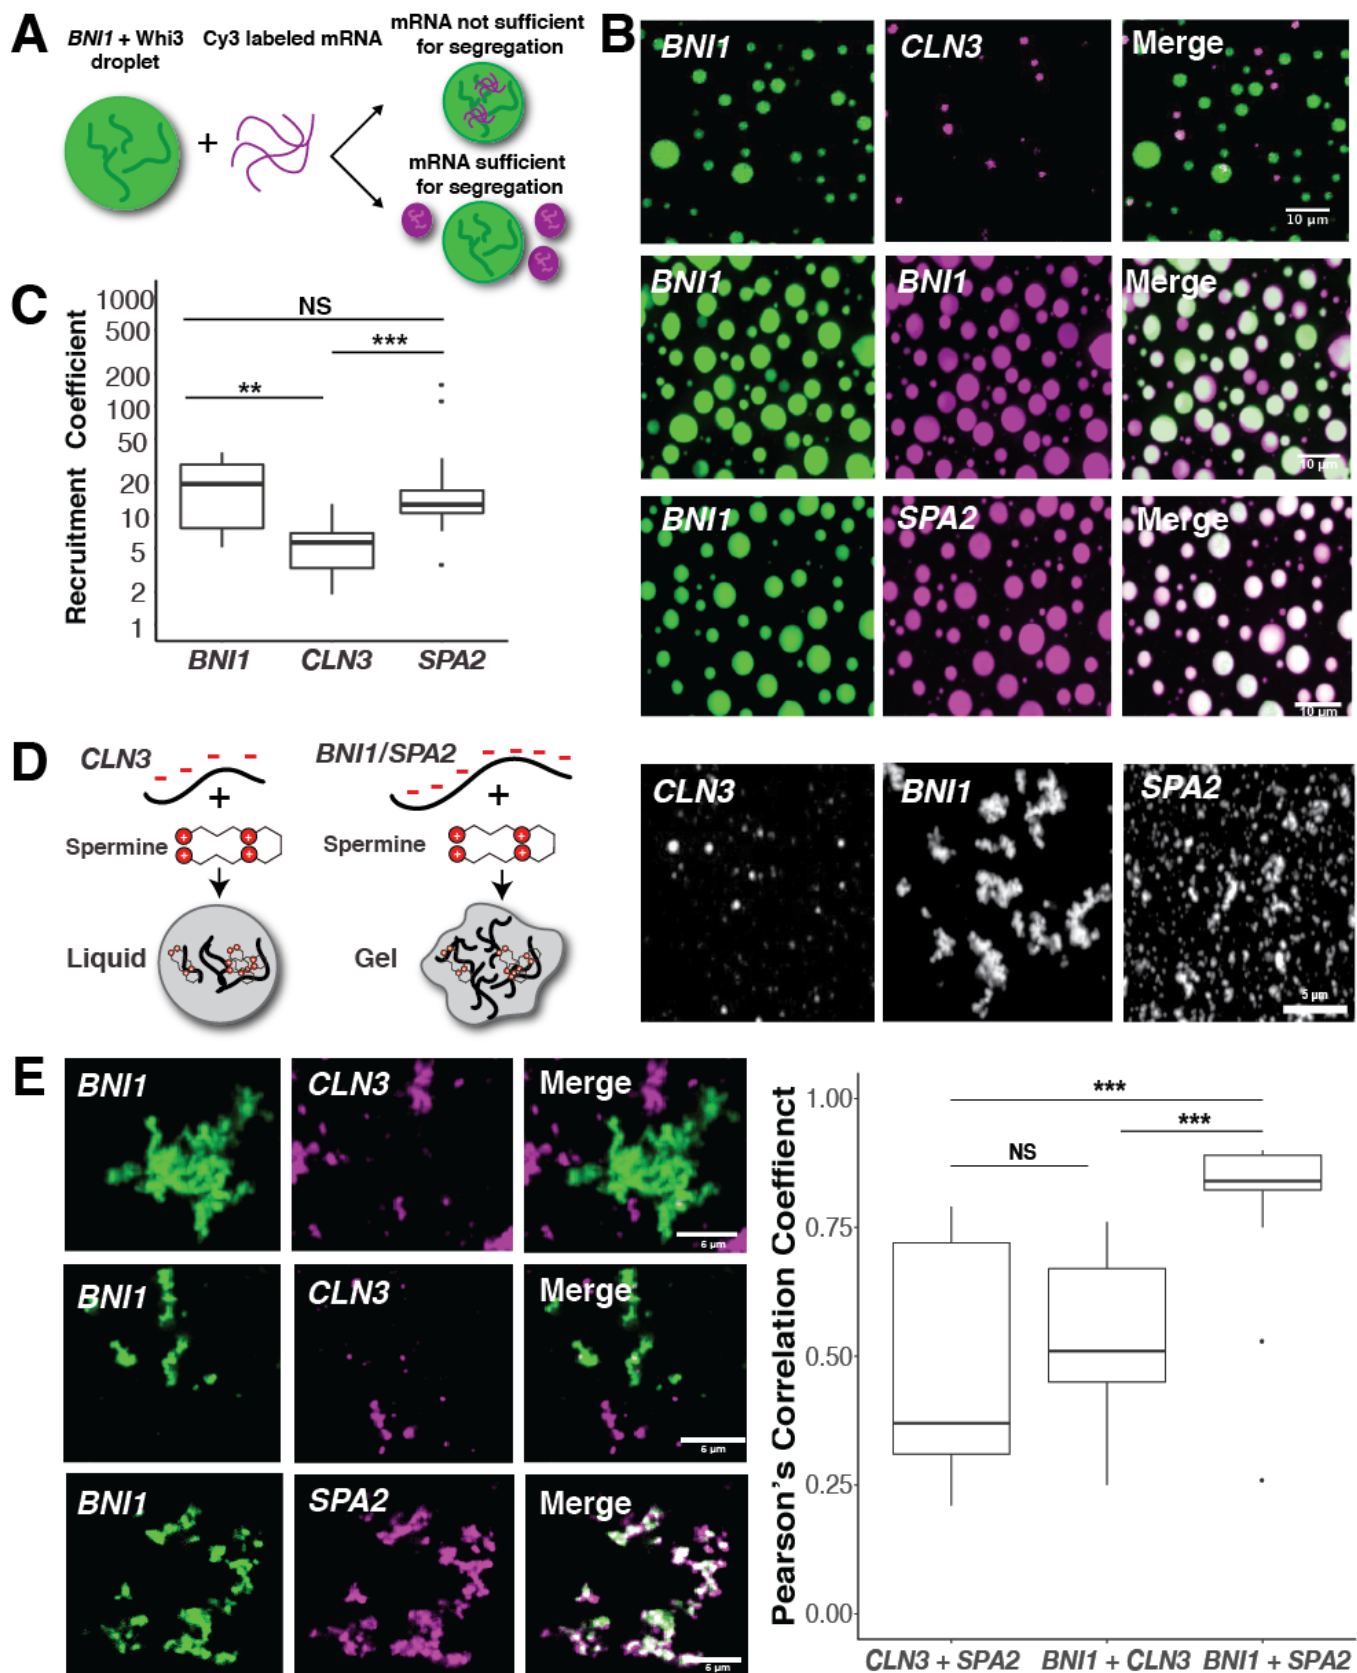 A
BNI1 + Whi3
droplet
Cy3 labeled mRNA
mRNA not sufficient
for segregation
+
mRNA sufficient
for segregation
B
BNI1
CLN3
Merge
10 µm
BNI1
BNI1
Merge
10 µm
BNI1
SPA2
Merge
10 µm
C
Recruitment Coefficient
1000
500
200
100
50
20
10
5
2
1
NS
***
**
BNI1
CLN3
SPA2
D
CLN3
+
Spermine
Liquid
BNI1/SPA2
+
Spermine
Gel
CLN3
BNI1
SPA2
5 µm
E
BNI1
CLN3
Merge
6 µm
BNI1
CLN3
Merge
6 µm
BNI1
SPA2
Merge
6 µm
Pearson's Correlation Coeffienct
1.00
0.75
0.50
0.25
0.00
***
***
NS
CLN3 + SPA2
BNI1 + CLN3
BNI1 + SPA2